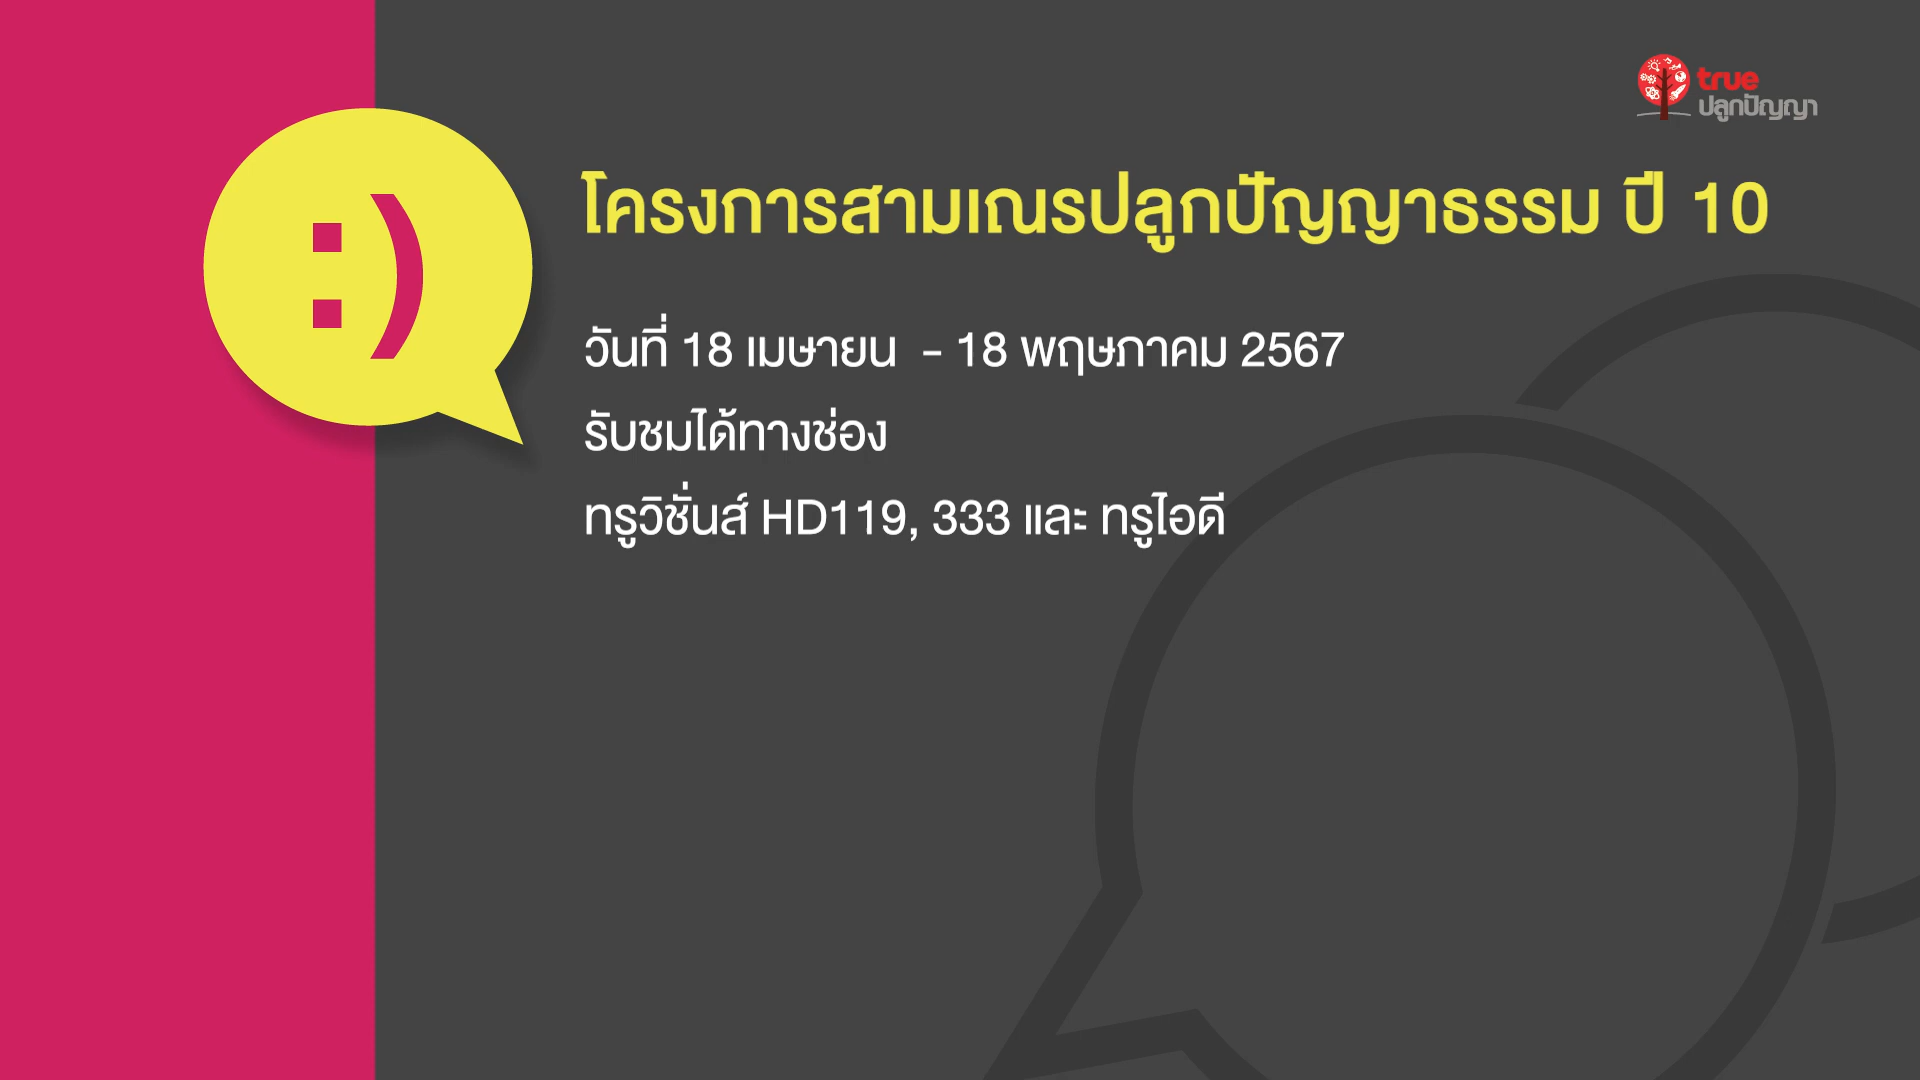 true
ปลูกปัญญา
:)
โครงการสามเณรปลูกปัญญาธรรม ปี 10
วันที่ 18 เมษายน - 18 พฤษภาคม 2567
รับชมได้ทางช่อง
ทรูวิชั่นส์ HD119, 333 และ ทรูไอดี